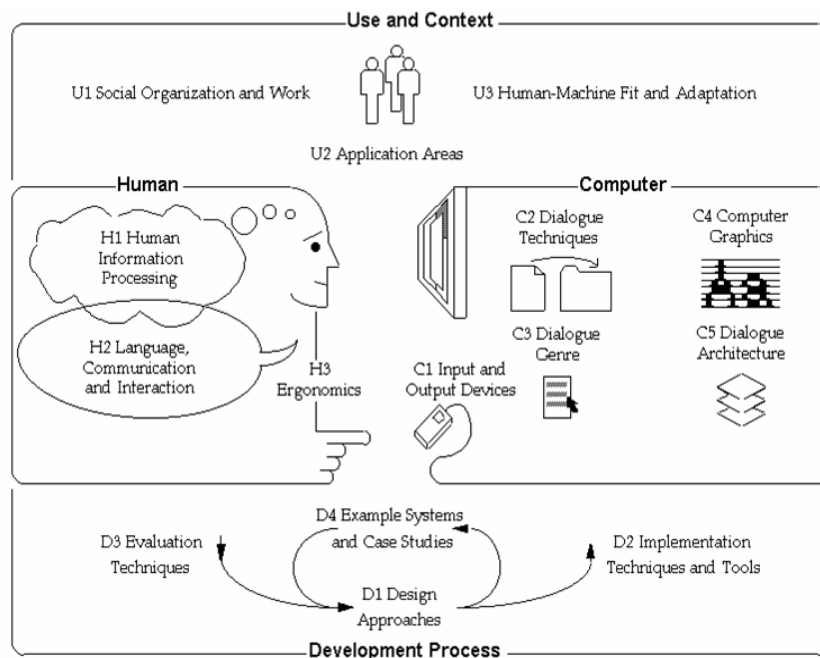 Use and Context
U1 Social Organization and Work
U3 Human-Machine Fit and Adaptation
U2 Application Areas
Human
H1 Human
Information
Processing
H2 Language,
Communication
and Interaction
H3
Ergonomics
Computer
C2 Dialogue
Techniques
C4 Computer
Graphics
C3 Dialogue
Genre
C5 Dialogue
Architecture
C1 Input and
Output Devices
D4 Example Systems
and Case Studies
D3 Evaluation
Techniques
D2 Implementation
Techniques and Tools
D1 Design
Approaches
Development Process